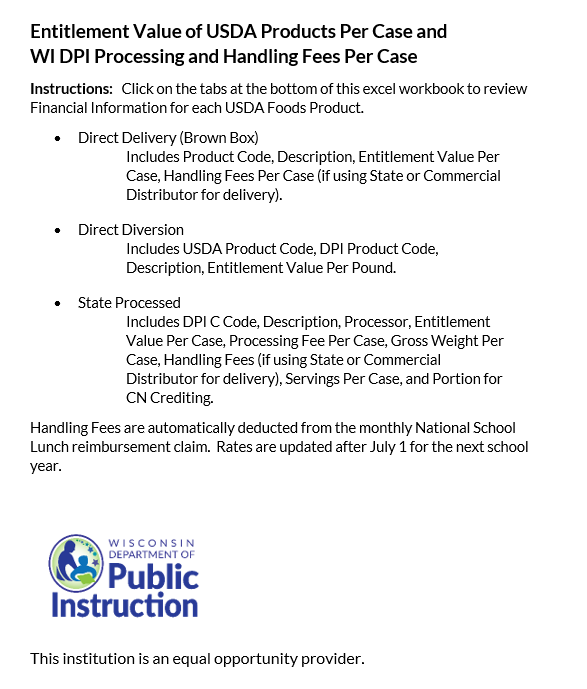 Entitlement Value of USDA Products Per Case and
WI DPI Processing and Handling Fees Per Case
Instructions: Click on the tabs at the bottom of this excel workbook to review
Financial Information for each USDA Foods Product.
• Direct Delivery (Brown Box)
Includes Product Code, Description, Entitlement Value Per
Case, Handling Fees Per Case (if using State or Commercial
Distributor for delivery).
• Direct Diversion
Includes USDA Product Code, DPI Product Code,
Description, Entitlement Value Per Pound.
• State Processed
Includes DPI C Code, Description, Processor, Entitlement
Value Per Case, Processing Fee Per Case, Gross Weight Per
Case, Handling Fees (if using State or Commercial
Distributor for delivery), Servings Per Case, and Portion for
CN Crediting.
Handling Fees are automatically deducted from the monthly National School
Lunch reimbursement claim. Rates are updated after July 1 for the next school
year.
WISCONSIN
DEPARTMENT OF
Public
Instruction
This institution is an equal opportunity provider.